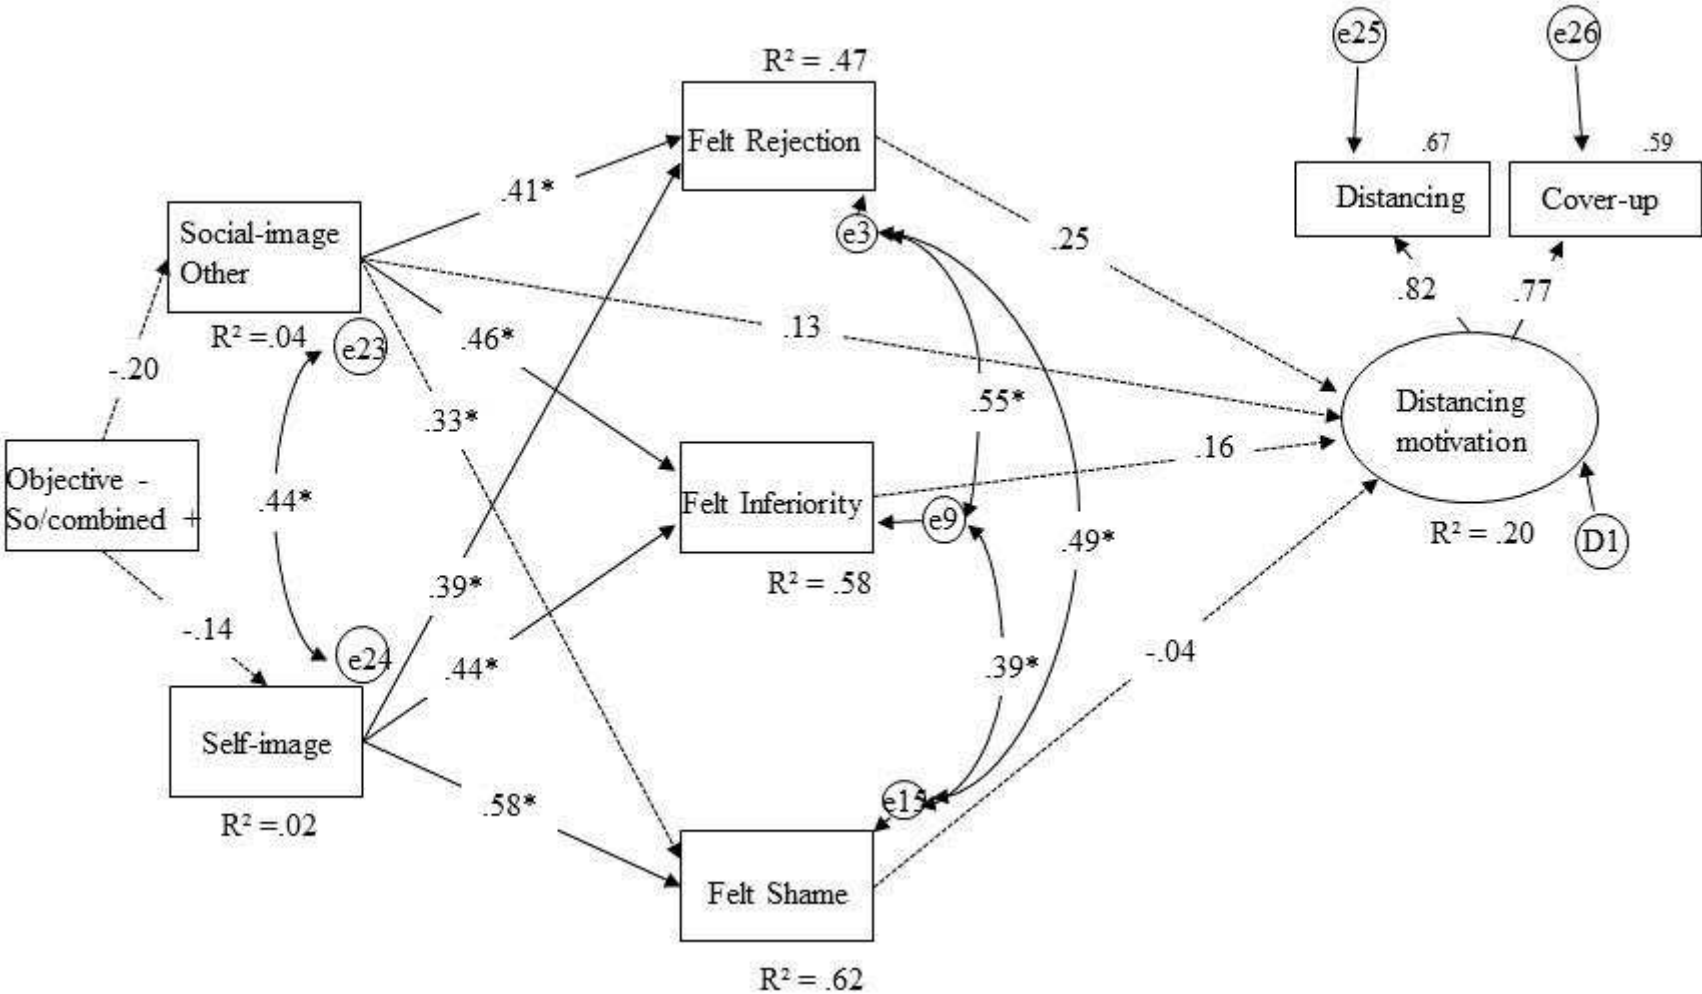 e25
e26
R² = .47
Felt Rejection
.67
.59
Distancing
Cover-up
.41*
Social-image
Other
e3
.25
.82
.77
R² =.04
e23
.46*
.13
-.20
.33*
.55*
Distancing
motivation
Objective -
So/combined +
.44*
Felt Inferiority
.16
e9
.49*
R² = .20
D1
.39*
R² = .58
-.14
e24
.44*
.39*
-.04
Self-image
.58*
e15
R² =.02
Felt Shame
R² = .62